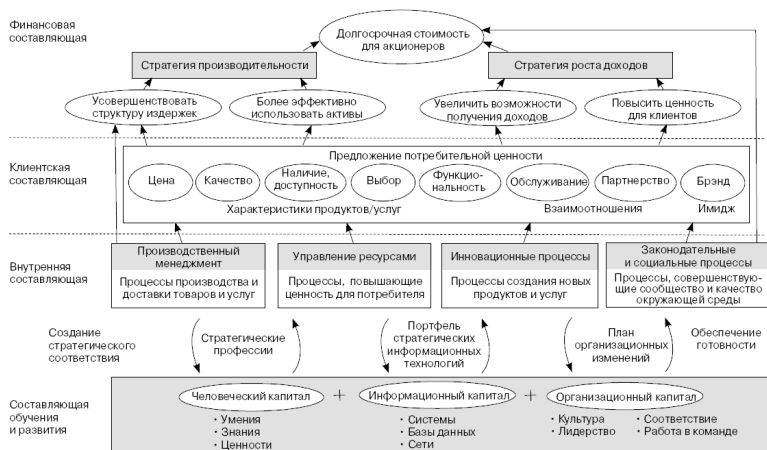 Финансовая
составляющая
Долгосрочная стоимость
для акционеров
Стратегия производительности
Стратегия роста доходов
Усовершенствовать
структуру издержек
Более эффективно
использовать активы
Увеличить возможности
получения доходов
Повысить ценность
для клиентов
Клиентская
составляющая
Предложение потребительной ценности
Цена
Качество
Наличие,
доступность
Выбор
Функцио-
нальность
Обслуживание
Партнерство
Брэнд
Характеристики продуктов/услуг
Взаимоотношения
Имидж
Внутренняя
составляющая
Производственный
менеджмент
Процессы производства и
доставки товаров и услуг
Управление ресурсами
Процессы, повышающие
ценность для потребителя
Инновационные процессы
Процессы создания новых
продуктов и услуг
Законодательные
и социальные процессы
Процессы, совершенствую-
щие сообщество и качество
окружающей среды
Создание
стратегического
соответствия
Стратегические
профессии
Портфель
стратегических
информационных
технологий
План
организационных
изменений
Обеспечение
готовности
Составляющая
обучения
и развития
Человеческий капитал
+
Информационный капитал
+
Организационный капитал
· Умения
· Знания
· Ценности
· Системы
· Базы данных
· Сети
· Культура
· Лидерство
· Соответствие
· Работа в команде